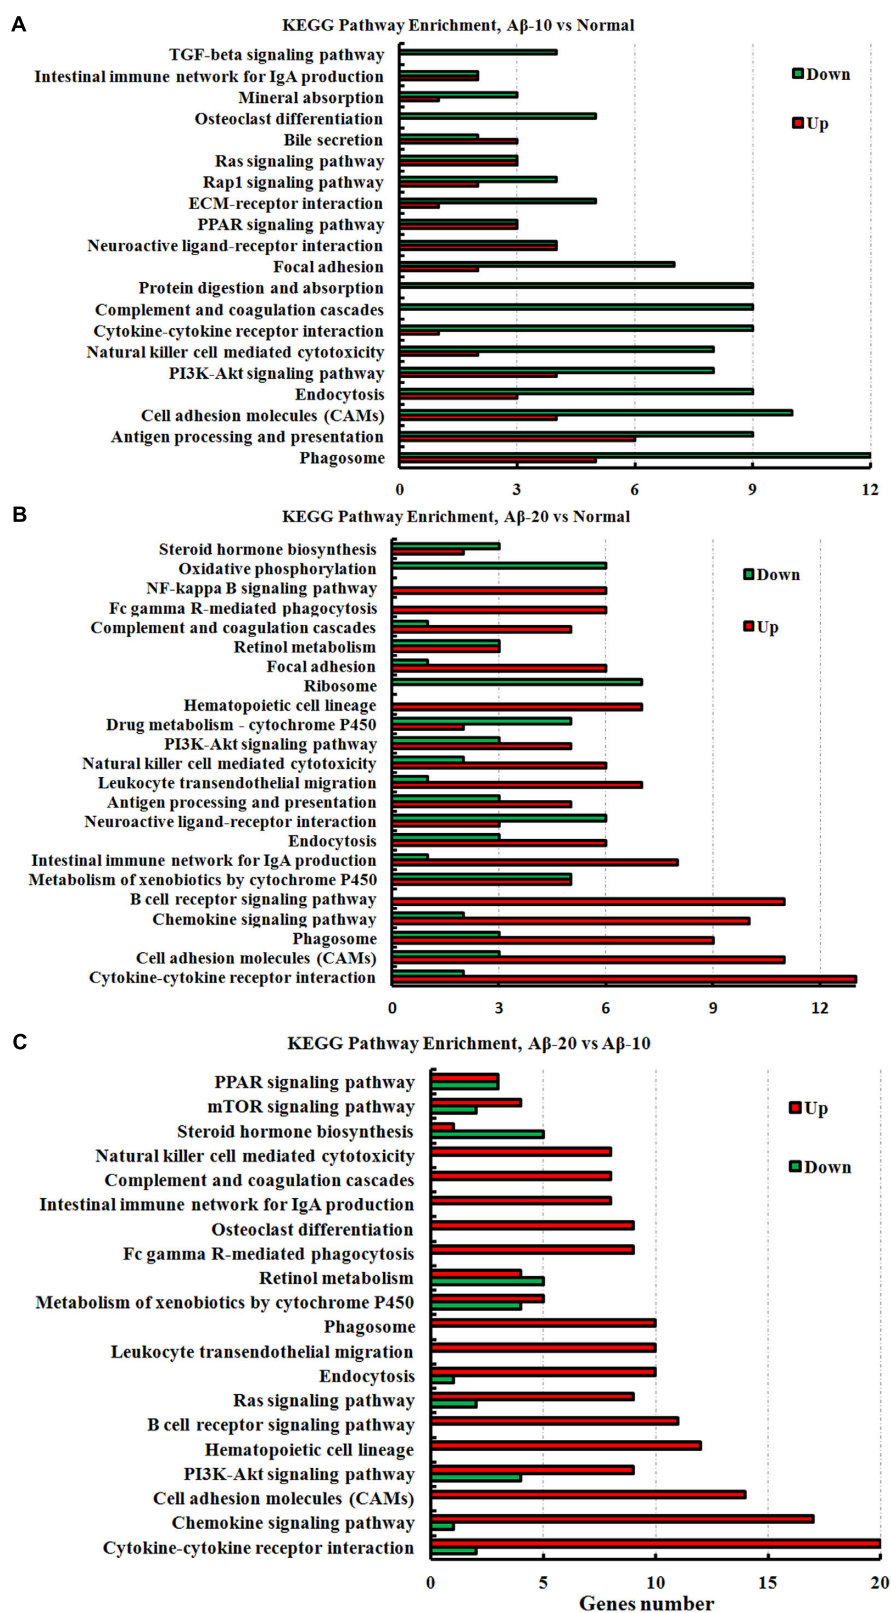 A
KEGG Pathway Enrichment, Aβ-10 vs Normal
TGF-beta signaling pathway
Intestinal immune network for IgA production
Mineral absorption
Osteoclast differentiation
Bile secretion
Ras signaling pathway
Rap1 signaling pathway
ECM-receptor interaction
PPAR signaling pathway
Neuroactive ligand-receptor interaction
Focal adhesion
Protein digestion and absorption
Complement and coagulation cascades
Cytokine-cytokine receptor interaction
Natural killer cell mediated cytotoxicity
PI3K-Akt signaling pathway
Endocytosis
Cell adhesion molecules (CAMs)
Antigen processing and presentation
Phagosome
Down
Up
0 3 6 9 12
B
KEGG Pathway Enrichment, Aβ-20 vs Normal
Steroid hormone biosynthesis
Oxidative phosphorylation
NF-kappa B signaling pathway
Fc gamma R-mediated phagocytosis
Complement and coagulation cascades
Retinol metabolism
Focal adhesion
Ribosome
Hematopoietic cell lineage
Drug metabolism - cytochrome P450
PI3K-Akt signaling pathway
Natural killer cell mediated cytotoxicity
Leukocyte transendothelial migration
Antigen processing and presentation
Neuroactive ligand-receptor interaction
Endocytosis
Intestinal immune network for IgA production
Metabolism of xenobiotics by cytochrome P450
B cell receptor signaling pathway
Chemokine signaling pathway
Phagosome
Cell adhesion molecules (CAMs)
Cytokine-cytokine receptor interaction
Down
Up
0 3 6 9 12
C
KEGG Pathway Enrichment, Aβ-20 vs Aβ-10
PPAR signaling pathway
mTOR signaling pathway
Steroid hormone biosynthesis
Natural killer cell mediated cytotoxicity
Complement and coagulation cascades
Intestinal immune network for IgA production
Osteoclast differentiation
Fc gamma R-mediated phagocytosis
Retinol metabolism
Metabolism of xenobiotics by cytochrome P450
Phagosome
Leukocyte transendothelial migration
Endocytosis
Ras signaling pathway
B cell receptor signaling pathway
Hematopoietic cell lineage
PI3K-Akt signaling pathway
Cell adhesion molecules (CAMs)
Chemokine signaling pathway
Cytokine-cytokine receptor interaction
Up
Down
0 5 10 15 20
Genes number